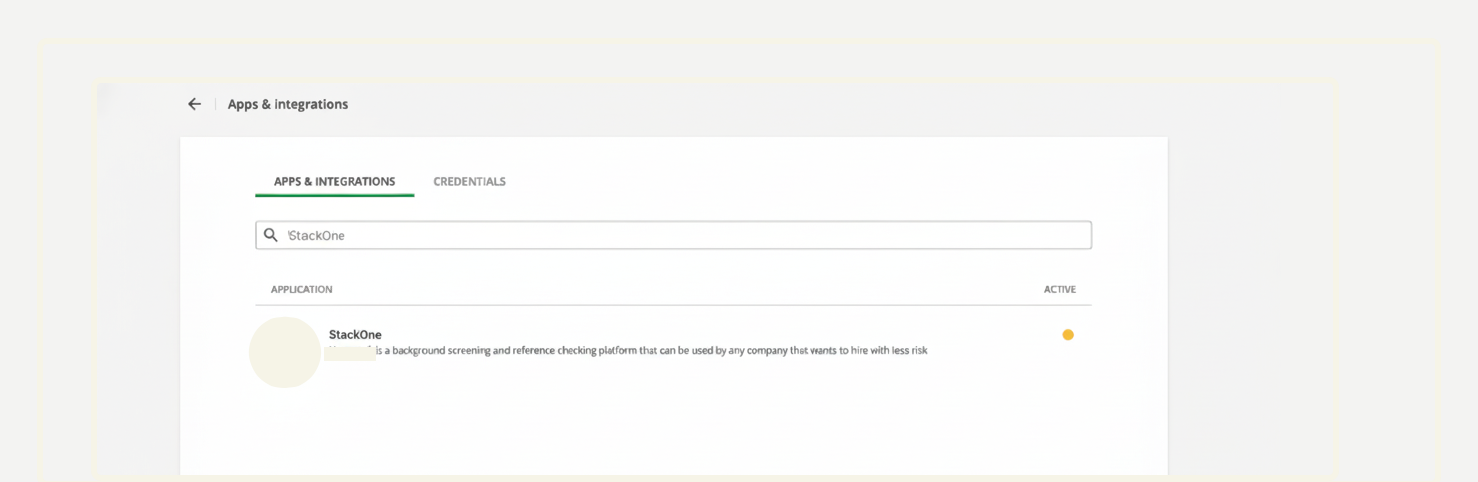 Apps & integrations
APPS & INTEGRATIONS CREDENTIALS
StackOne
APPLICATION ACTIVE
StackOne
is a background screening and reference checking platform that can be used by any company that wants to hire with less risk